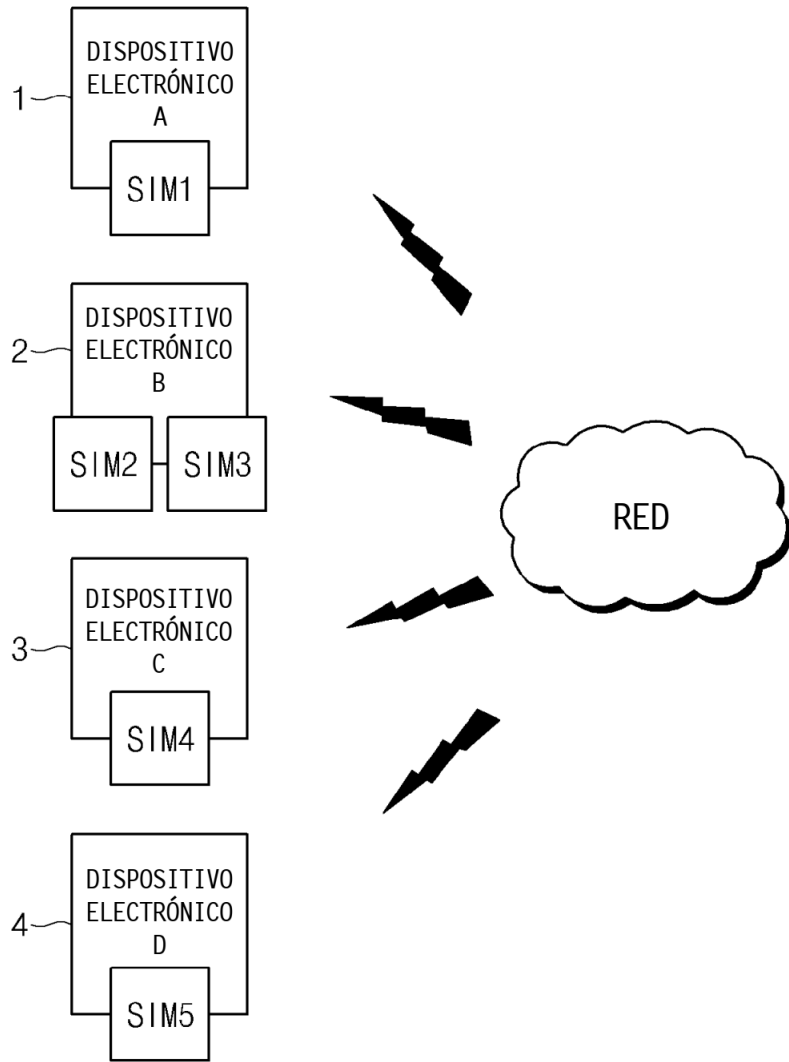 DISPOSITIVO
ELECTRÓNICO
A
1
SIM1
DISPOSITIVO
ELECTRÓNICO
B
2
SIM2
SIM3
RED
DISPOSITIVO
ELECTRÓNICO
C
3
SIM4
DISPOSITIVO
ELECTRÓNICO
D
4
SIM5